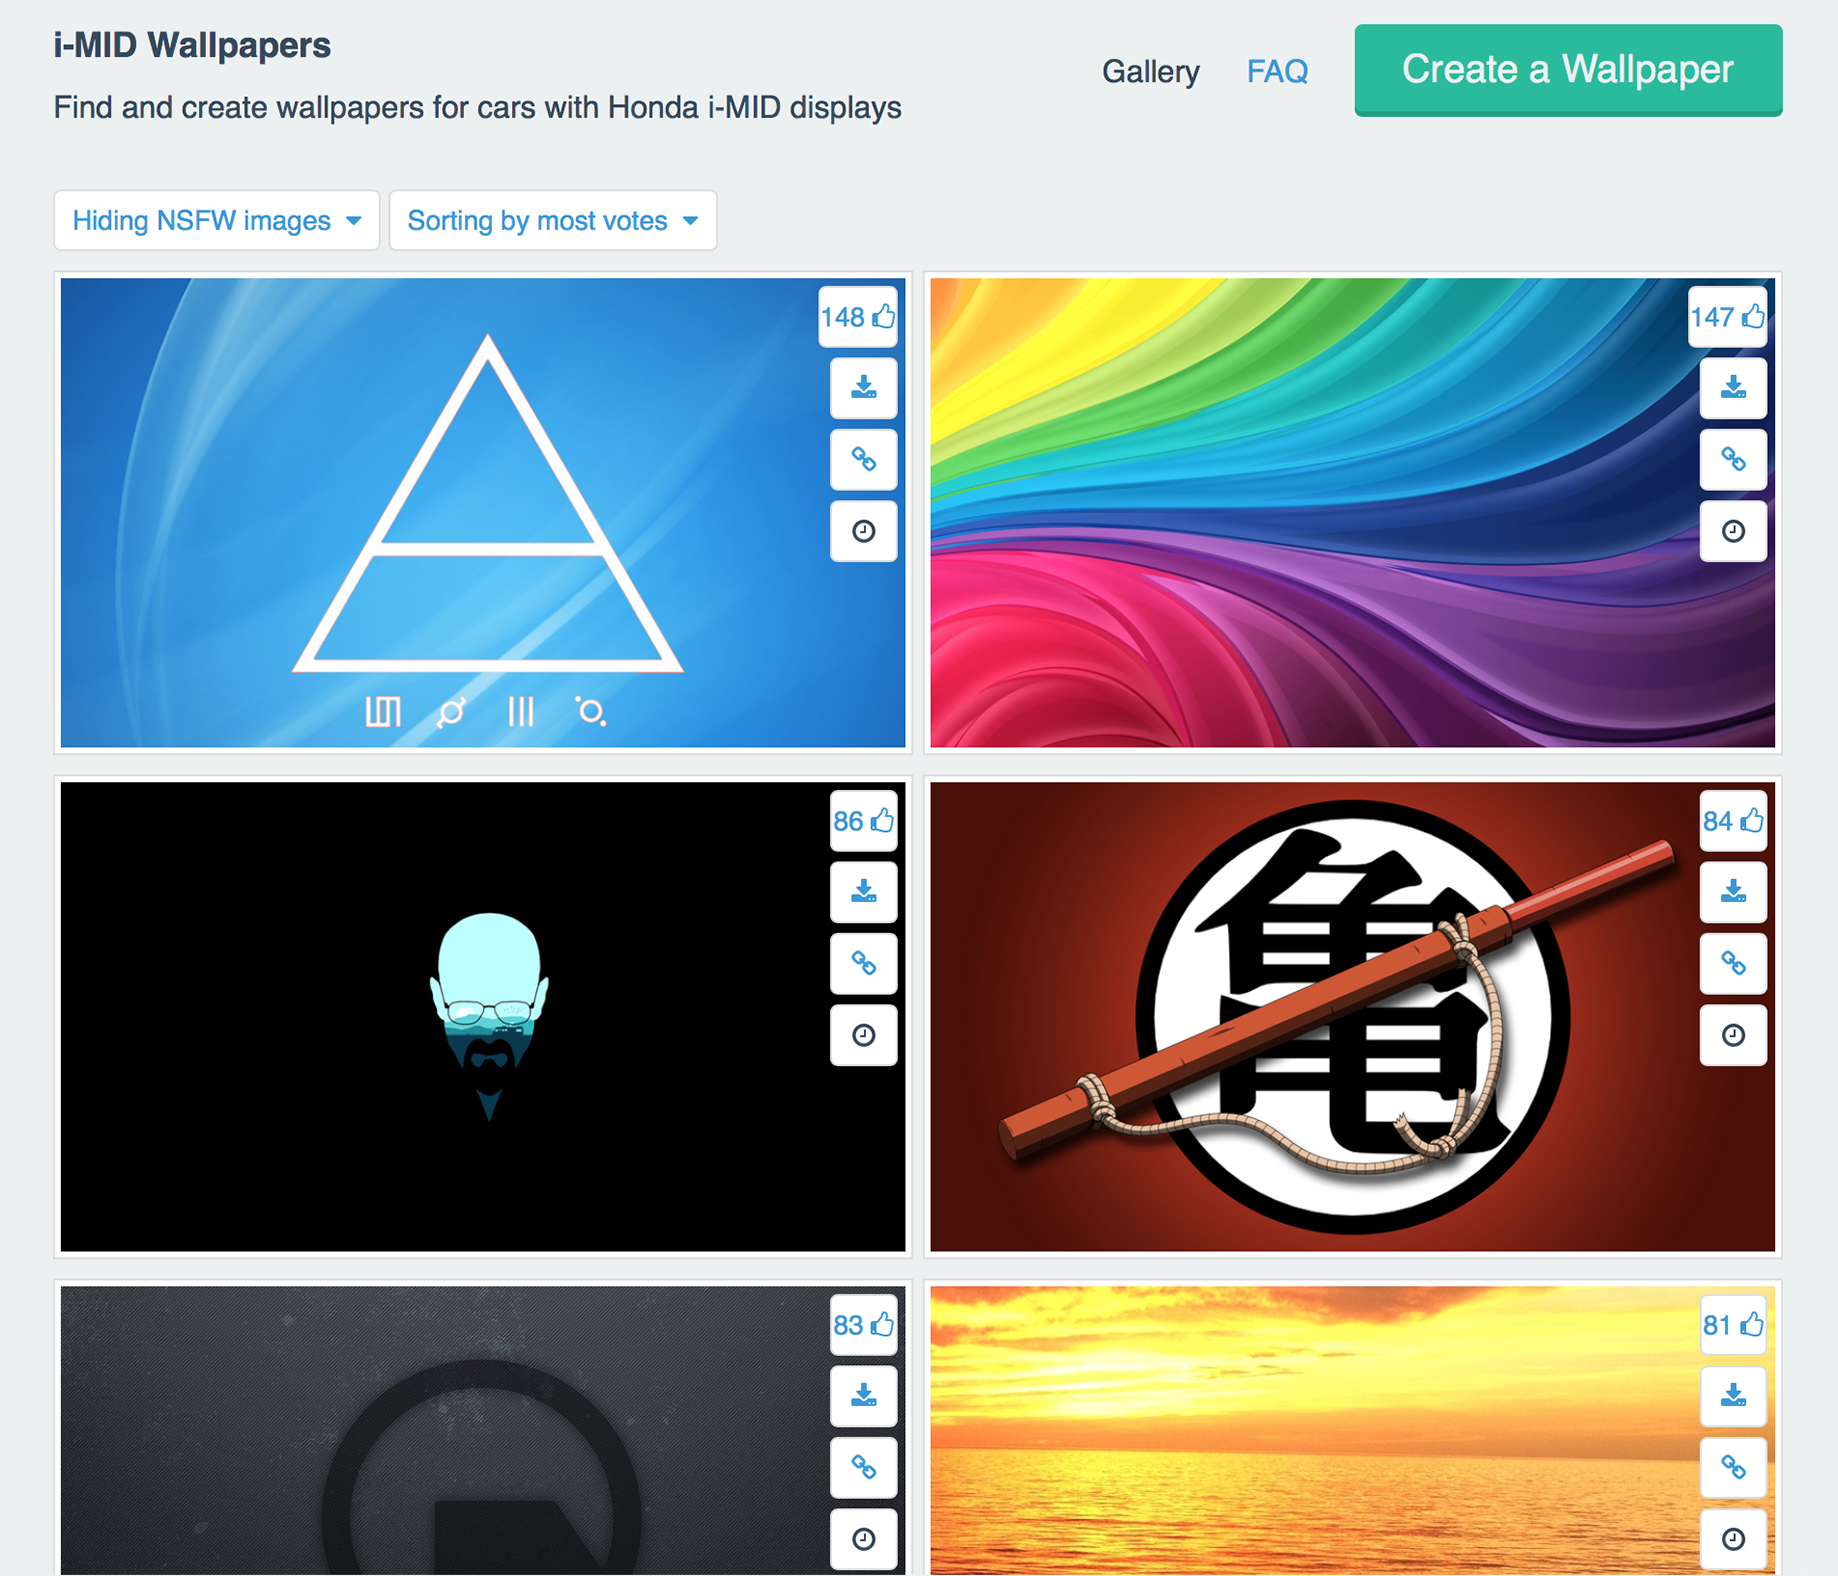 i-MID Wallpapers
Find and create wallpapers for cars with Honda i-MID displays
Gallery
FAQ
Create a Wallpaper
Hiding NSFW images
Sorting by most votes
148
147
86
84
亀
83
81